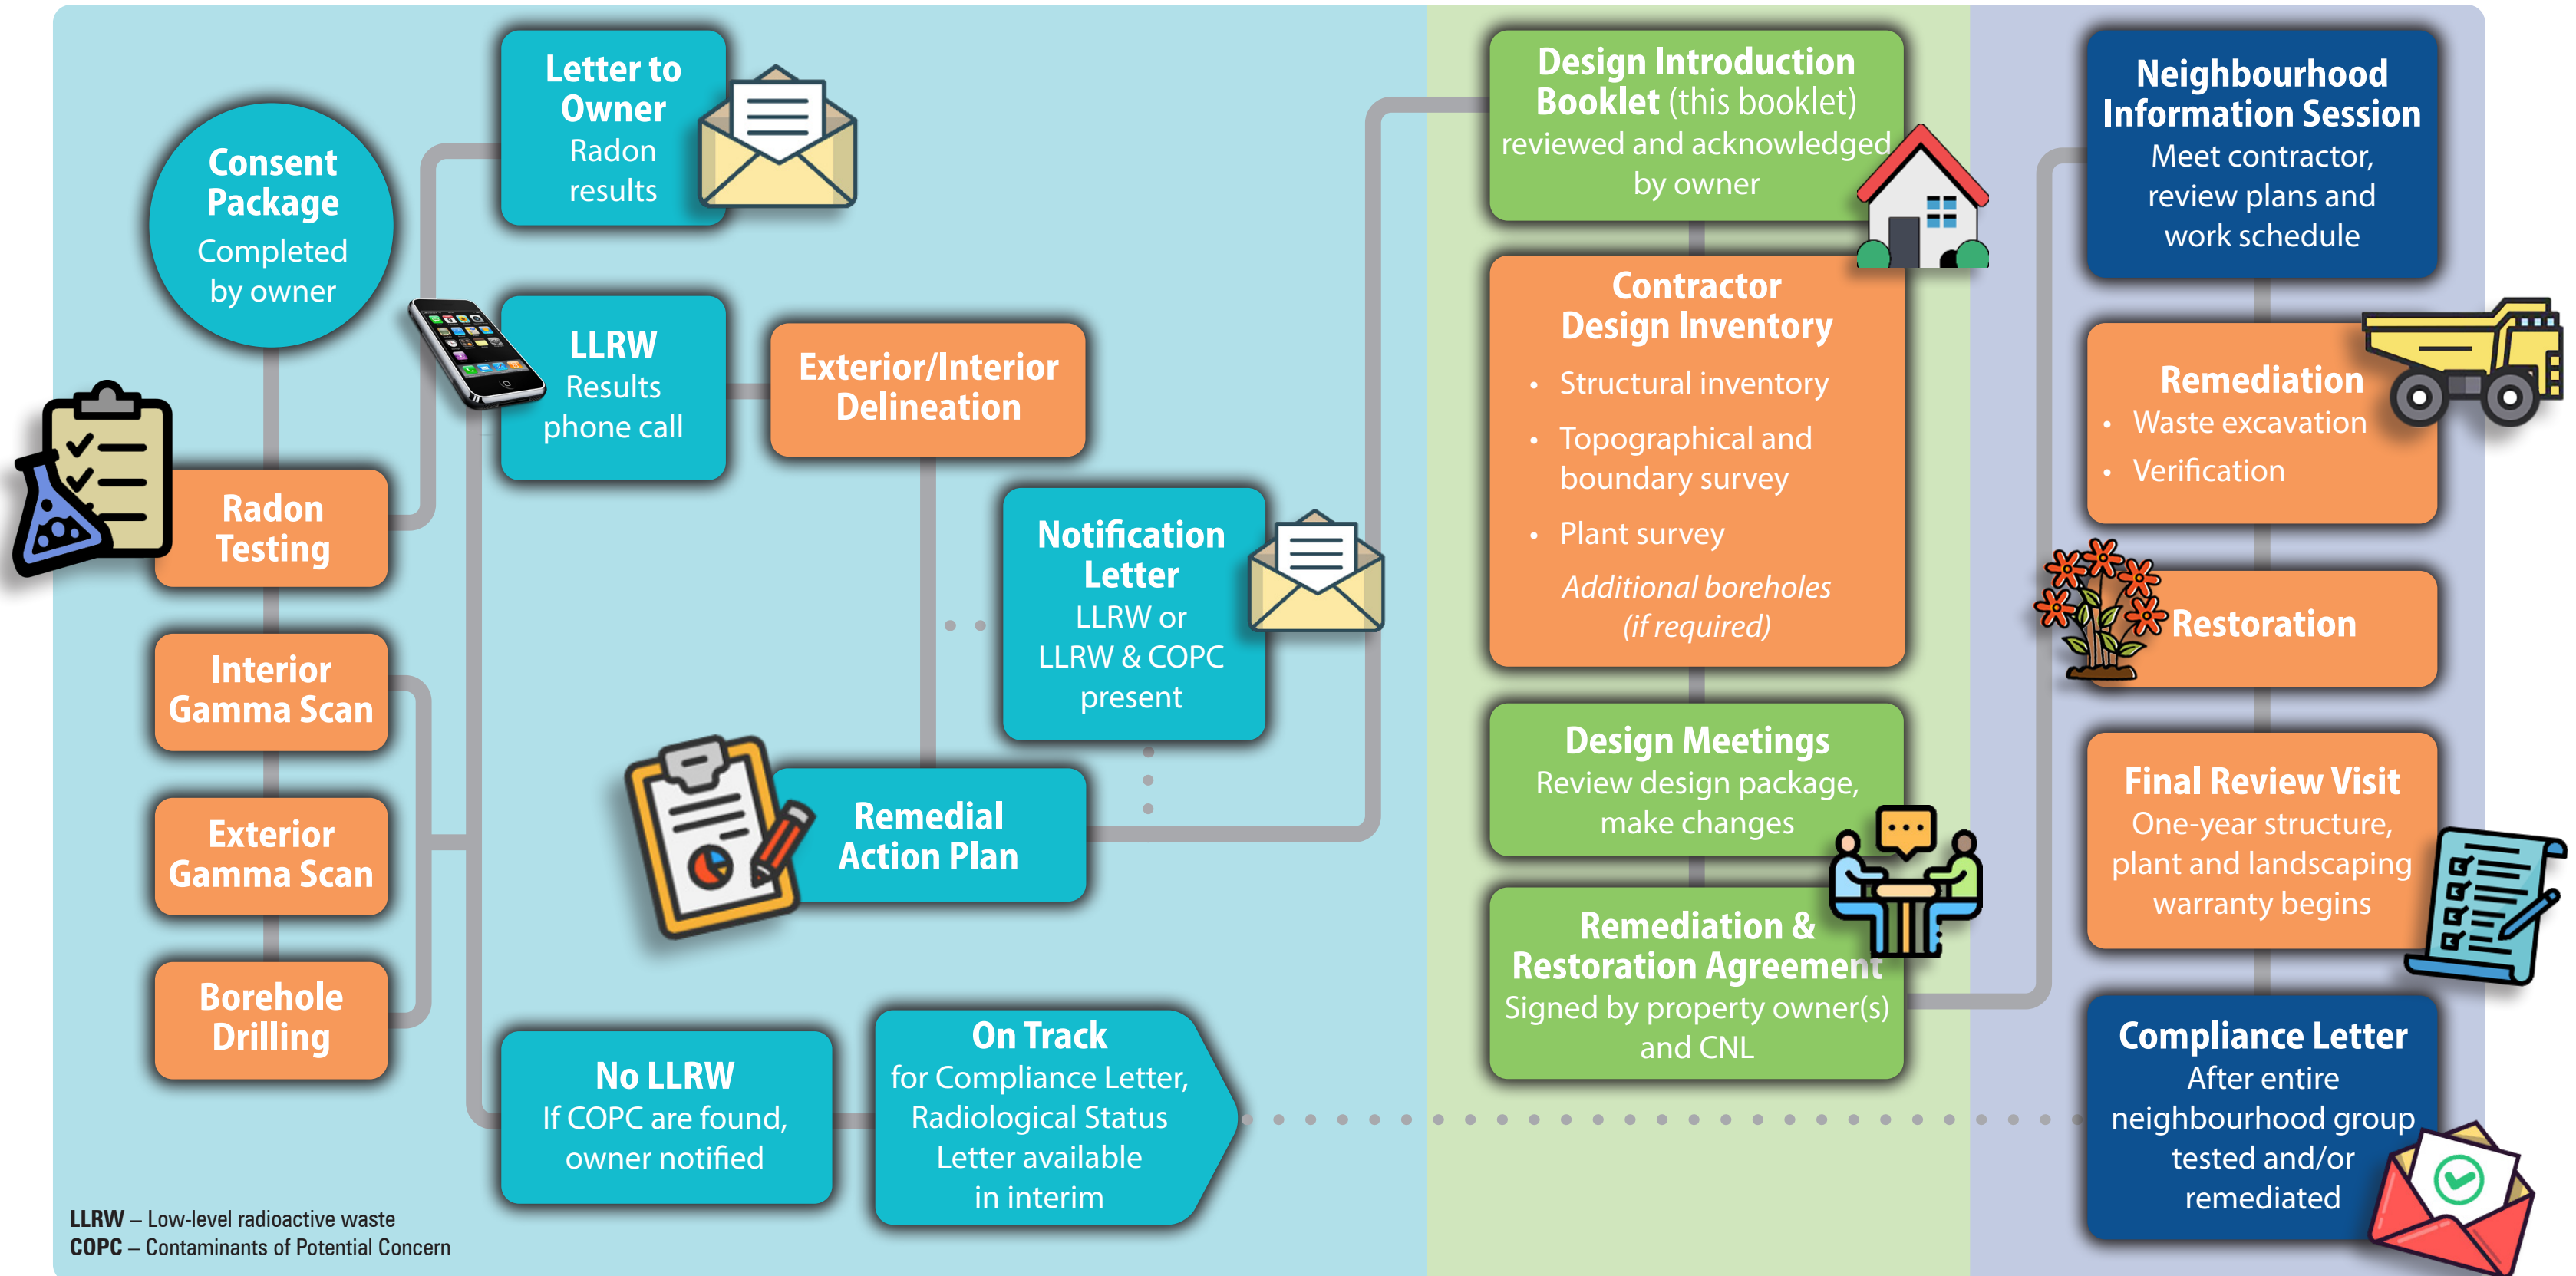 Consent
Package
Completed
by owner
Radon
Testing
Interior
Gamma Scan
Exterior
Gamma Scan
Borehole
Drilling
Letter to
Owner
Radon
results
LLRW
Results
phone call
Exterior/Interior
Delineation
Notification
Letter
LLRW or
LLRW & COPC
present
Remedial
Action Plan
No LLRW
If COPC are found,
owner notified
On Track
for Compliance Letter,
Radiological Status
Letter available
in interim
LLRW – Low-level radioactive waste
COPC – Contaminants of Potential Concern
Design Introduction
Booklet (this booklet)
reviewed and acknowledged
by owner
Contractor
Design Inventory
• Structural inventory
• Topographical and
boundary survey
• Plant survey
Additional boreholes
(if required)
Design Meetings
Review design package,
make changes
Remediation &
Restoration Agreement
Signed by property owner(s)
and CNL
Neighbourhood
Information Session
Meet contractor,
review plans and
work schedule
Remediation
• Waste excavation
• Verification
Restoration
Final Review Visit
One-year structure,
plant and landscaping
warranty begins
Compliance Letter
After entire
neighbourhood group
tested and/or
remediated